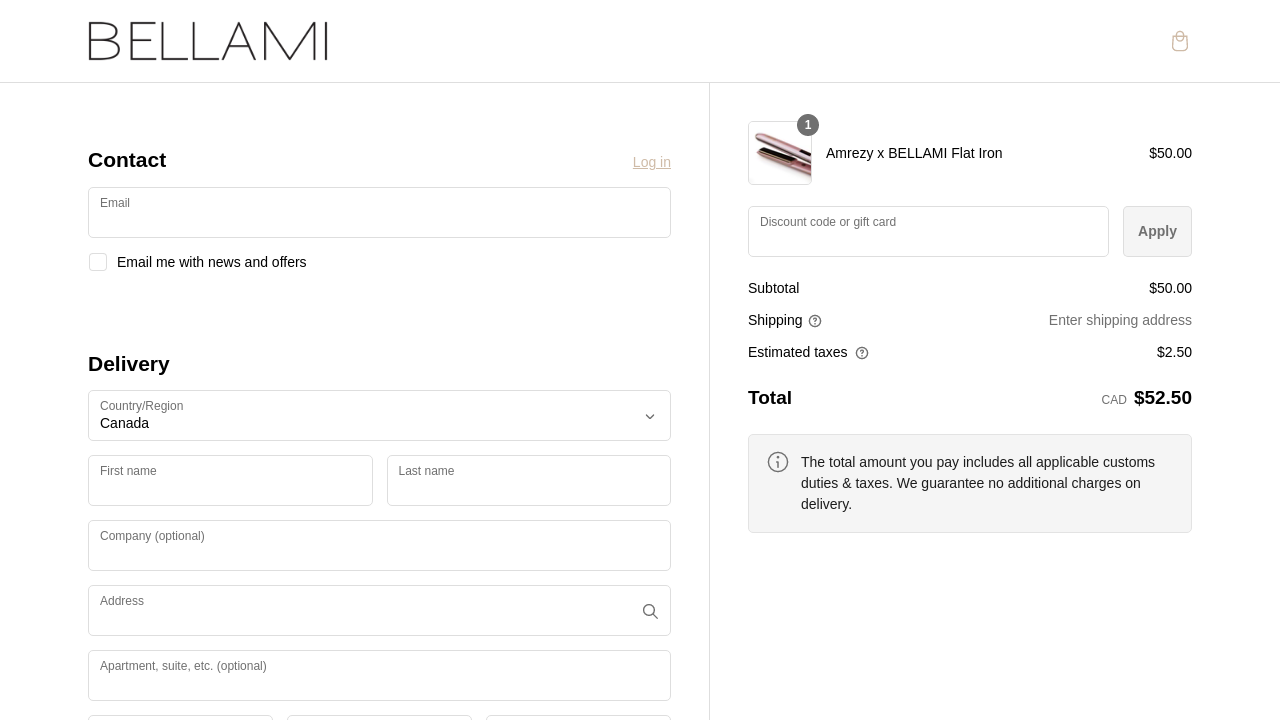 BELLAMI
Contact
Log in
Email
Email me with news and offers
Delivery
Country/Region
Canada
First name
Last name
Company (optional)
Address
Apartment, suite, etc. (optional)
1
Amrezy x BELLAMI Flat Iron
$50.00
Discount code or gift card
Apply
Subtotal
$50.00
Shipping
Enter shipping address
Estimated taxes
$2.50
Total
CAD $52.50
The total amount you pay includes all applicable customs
duties & taxes. We guarantee no additional charges on
delivery.